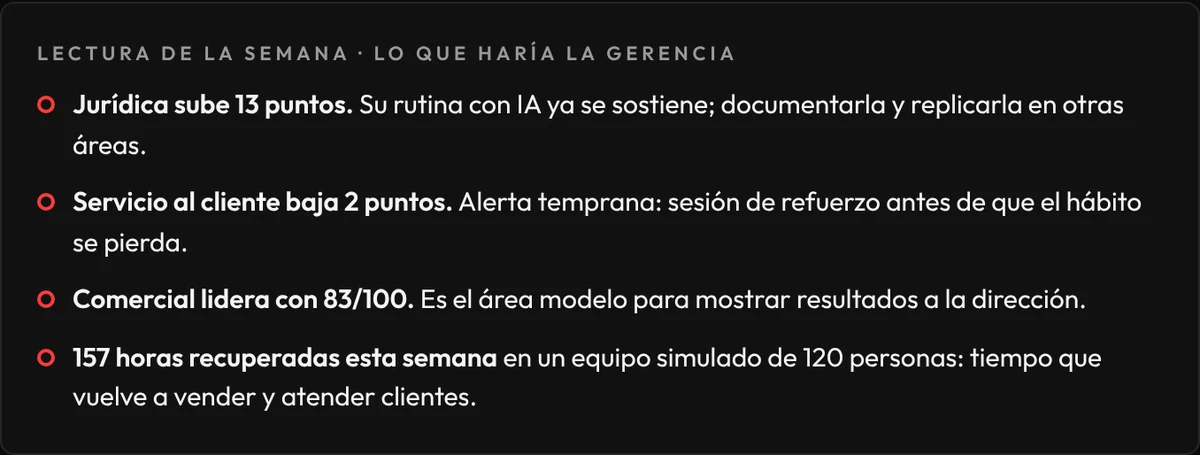 LECTURA DE LA SEMANA · LO QUE HARÍA LA GERENCIA
Jurídica sube 13 puntos. Su rutina con IA ya se sostiene; documentarla y replicarla en otras
áreas.
Servicio al cliente baja 2 puntos. Alerta temprana: sesión de refuerzo antes de que el hábito
se pierda.
Comercial lidera con 83/100. Es el área modelo para mostrar resultados a la dirección.
157 horas recuperadas esta semana en un equipo simulado de 120 personas: tiempo que
vuelve a vender y atender clientes.